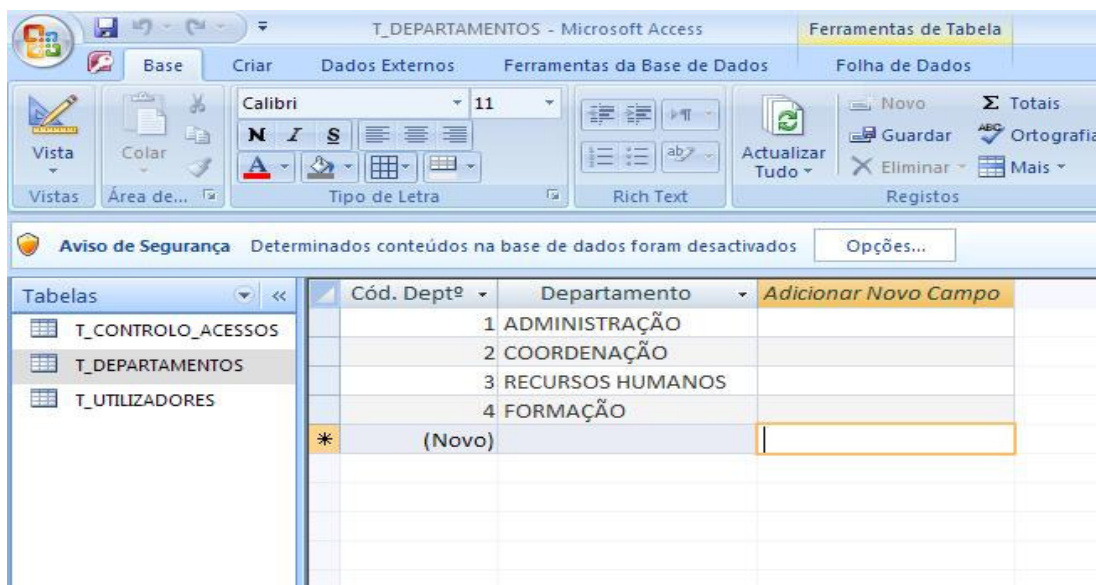 T_DEPARTAMENTOS - Microsoft Access
Ferramentas de Tabela
Base Criar Dados Externos Ferramentas da Base de Dados Folha de Dados
Vista
Vistas
Colar
Área de...
Calibri 11
N I S
A
Tipo de Letra
ab
Rich Text
Actualizar
Tudo
Novo
Guardar
Eliminar
Σ Totais
ABC Ortografia
Mais
Registos
Aviso de Segurança Determinados conteúdos na base de dados foram desactivados Opções...
Tabelas «
T_CONTROLO_ACESSOS
T_DEPARTAMENTOS
T_UTILIZADORES
Cód. Deptº Departamento Adicionar Novo Campo
1 ADMINISTRAÇÃO
2 COORDENAÇÃO
3 RECURSOS HUMANOS
4 FORMAÇÃO
* (Novo)